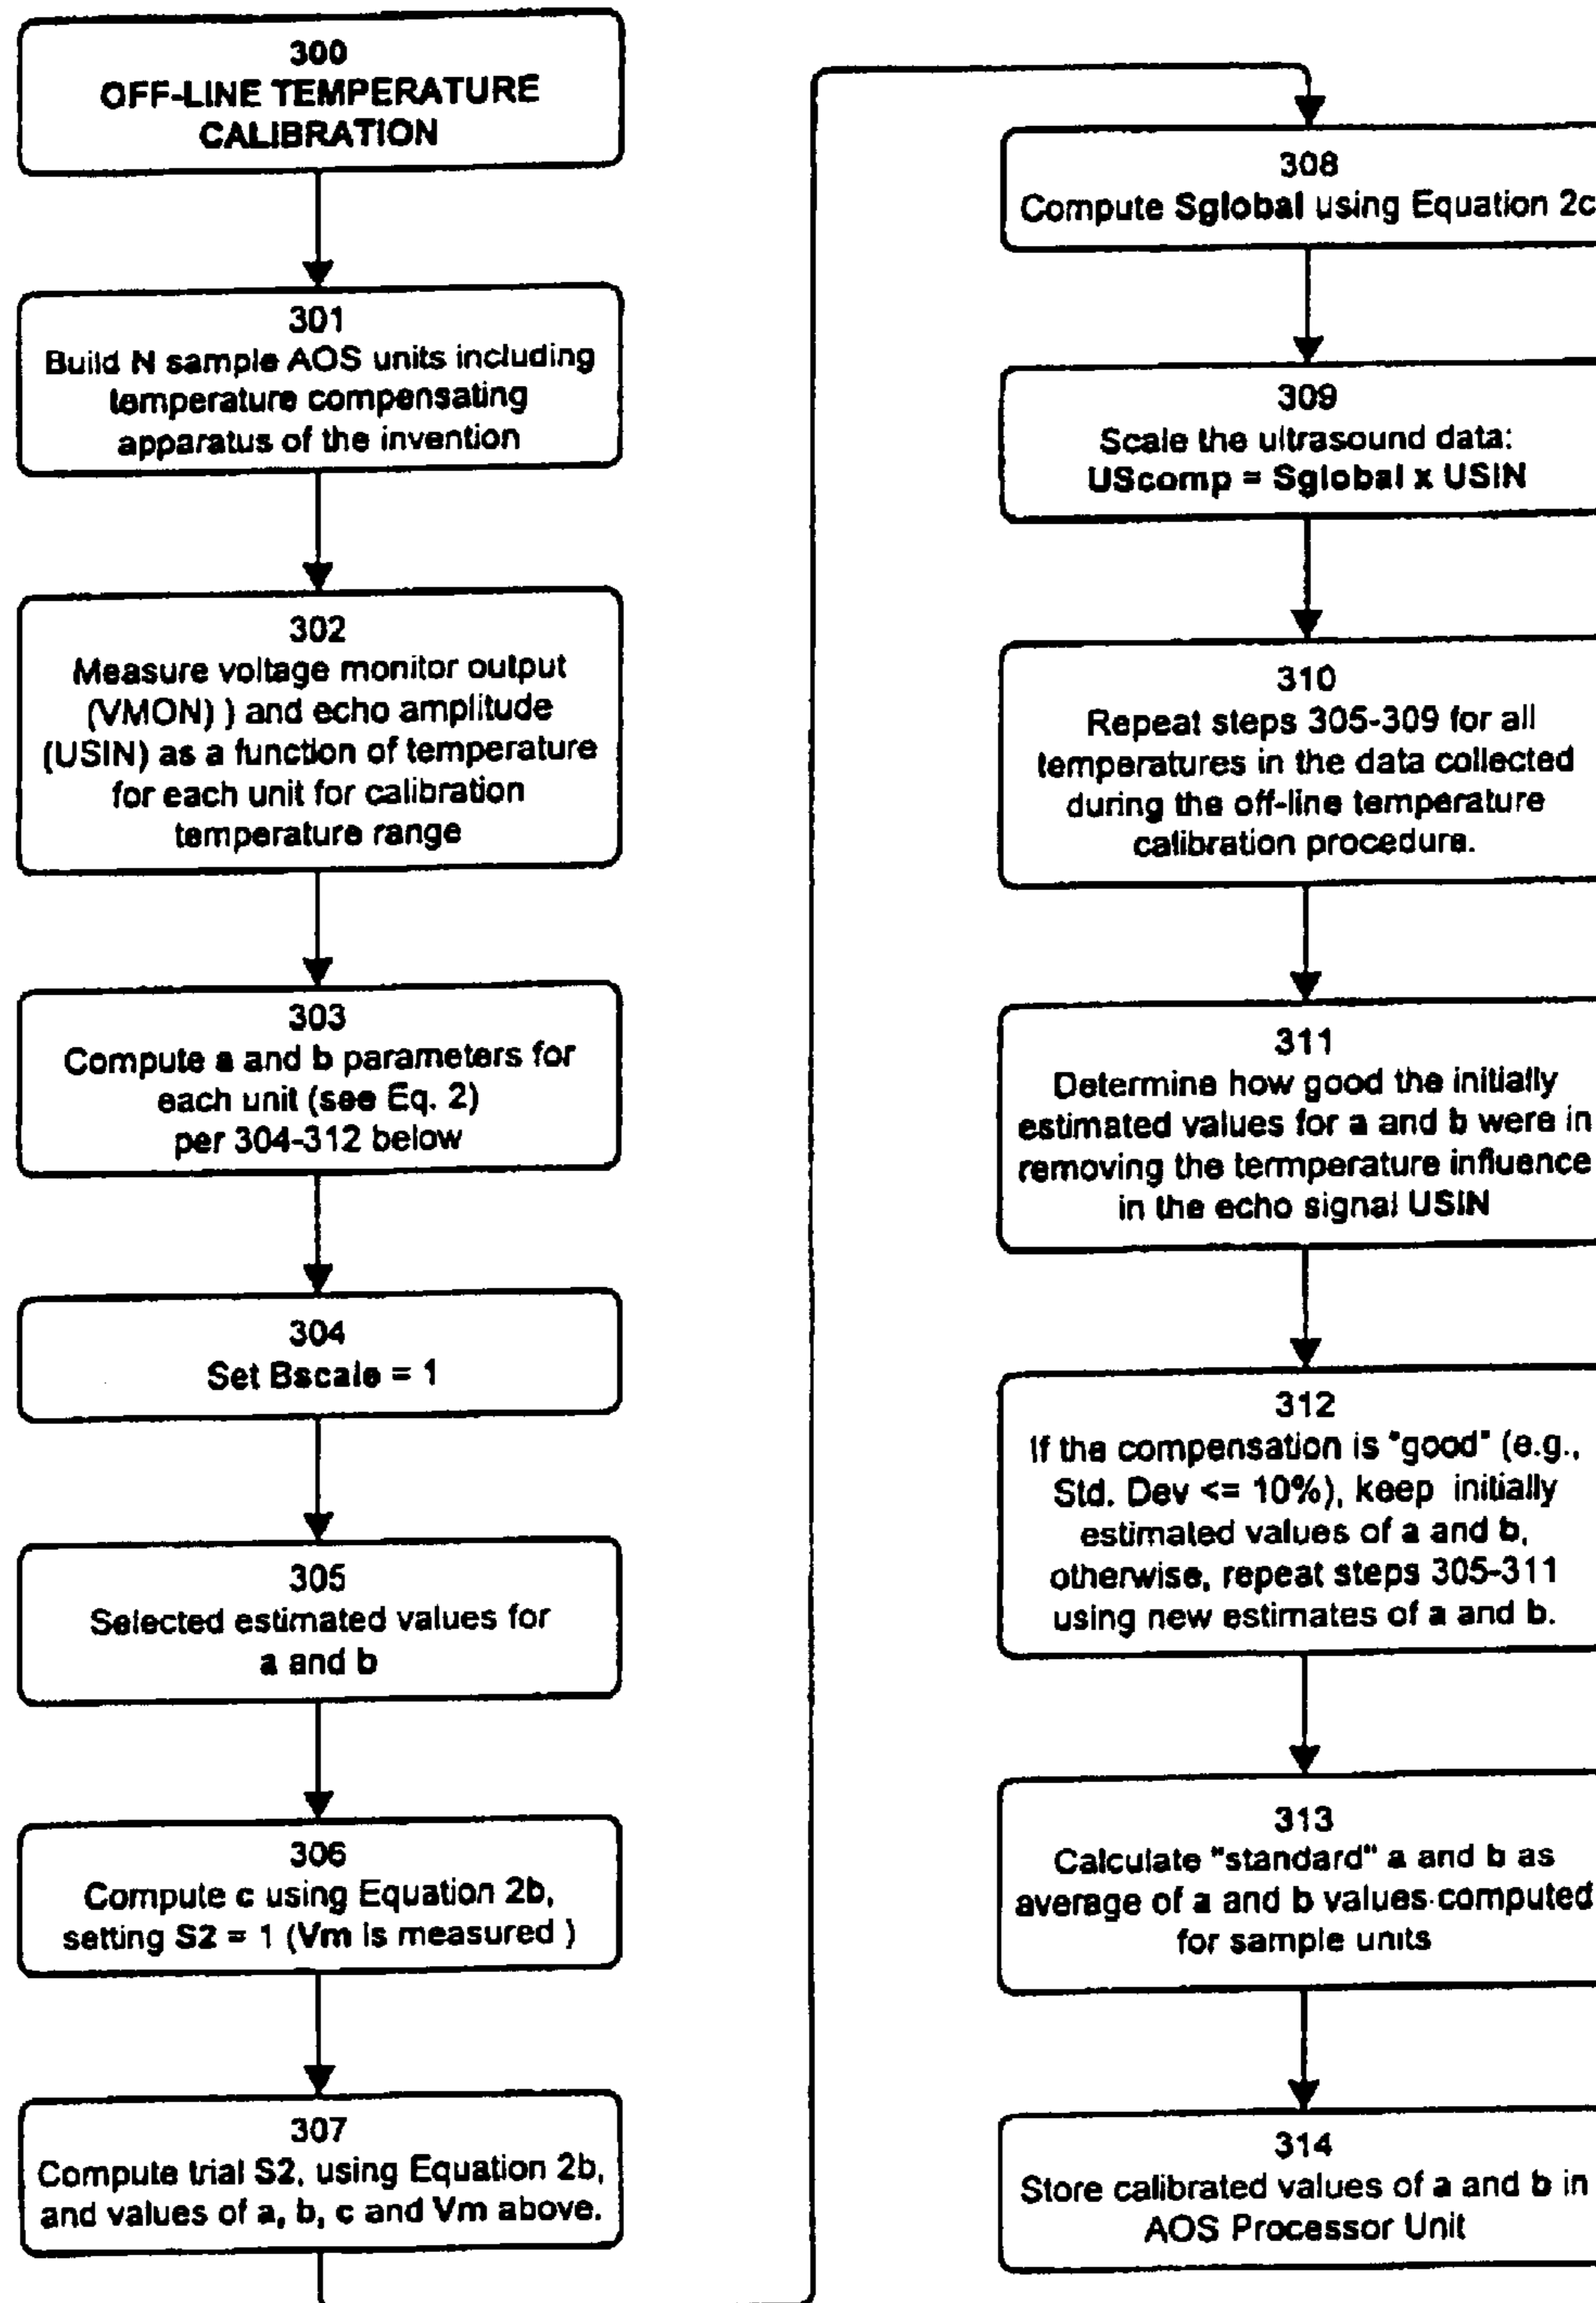 300
OFF-LINE TEMPERATURE
CALIBRATION
301
Build N sample AOS units including
temperature compensating
apparatus of the invention
302
Measure voltage monitor output
(VMON) ) and echo amplitude
(USIN) as a function of temperature
for each unit for calibration
temperature range
303
Compute a and b parameters for
each unit (see Eq. 2)
per 304-312 below
304
Set Bscale = 1
305
Selected estimated values for
a and b
306
Compute c using Equation 2b,
setting S2 = 1 (Vm is measured )
307
Compute trial S2, using Equation 2b,
and values of a, b, c and Vm above.
308
Compute Sglobal using Equation 2c
309
Scale the ultrasound data:
UScomp = Sglobal x USIN
310
Repeat steps 305-309 for all
temperatures in the data collected
during the off-line temperature
calibration procedure.
311
Determine how good the initially
estimated values for a and b were in
removing the termperature influence
in the echo signal USIN
312
If the compensation is "good" (e.g.,
Std. Dev <= 10%), keep initially
estimated values of a and b,
otherwise, repeat steps 305-311
using new estimates of a and b.
313
Calculate "standard" a and b as
average of a and b values computed
for sample units
314
Store calibrated values of a and b in
AOS Processor Unit